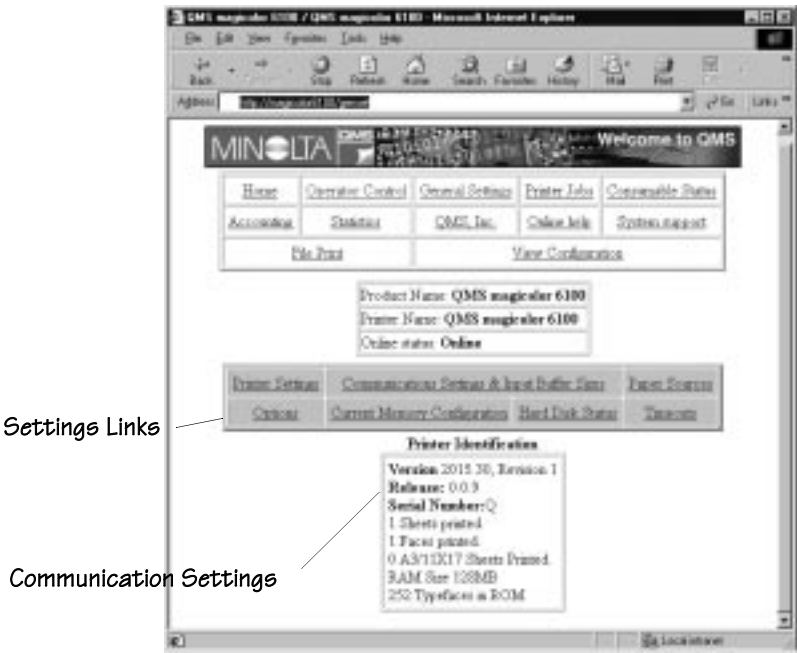 QMS magicolor 6100 / QMS magicolor 6100 - Microsoft Internet Explorer
File Edit View Favorites Tools Help
Back Stop Refresh Home Search Favorites History Mail Print
Address Go Links »
MINOLTA QMS Welcome to QMS
Home Operator Control General Settings Printer Jobs Consumable Status
Accounting Statistics QMS, Inc. Online help System support
File Print View Configuration
Product Name: QMS magicolor 6100
Printer Name: QMS magicolor 6100
Online status: Online
Printer Settings Communications Settings & Input Buffer Sizes Paper Sources
Options Current Memory Configuration Hard Disk Status Timeouts
Settings Links
Printer Identification
Version 2015.30, Revision 1
Release: 0.0.9
Serial Number:Q
1 Sheets printed.
1 Faces printed.
0 A3/11X17 Sheets Printed.
RAM Size 128MB
252 Typefaces in ROM
Communication Settings
Local intranet